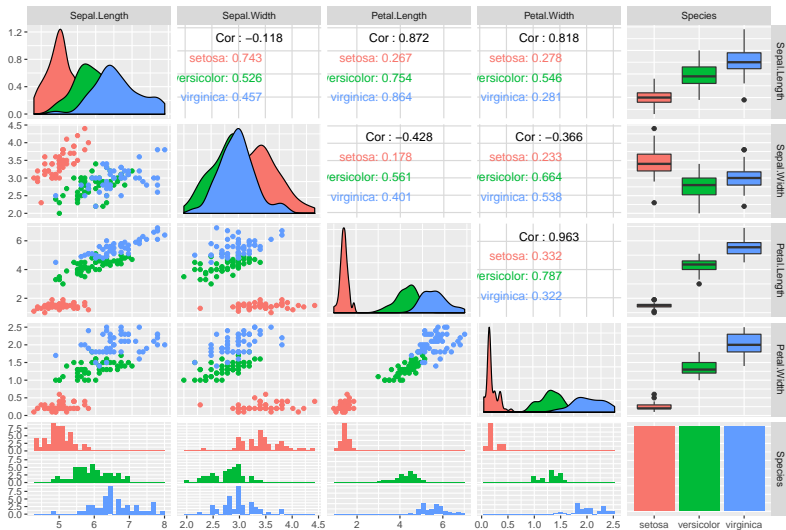 Sepal.Length
Sepal.Width
Petal.Length
Petal.Width
Species
1.2
0.8
0.4
0.0
Cor : −0.118
setosa: 0.743
versicolor: 0.526
virginica: 0.457
Cor : 0.872
setosa: 0.267
versicolor: 0.754
virginica: 0.864
Cor : 0.818
setosa: 0.278
versicolor: 0.546
virginica: 0.281
Sepal.Length
4.5
4.0
3.5
3.0
2.5
2.0
Cor : −0.428
setosa: 0.178
versicolor: 0.561
virginica: 0.401
Cor : −0.366
setosa: 0.233
versicolor: 0.664
virginica: 0.538
Sepal.Width
6
4
2
Cor : 0.963
setosa: 0.332
versicolor: 0.787
virginica: 0.322
Petal.Length
2.5
2.0
1.5
1.0
0.5
0.0
Petal.Width
7.5
5.0
2.5
0.0
7.5
5.0
2.5
0.0
7.5
5.0
2.5
0.0
Species
5
6
7
8
2.0
2.5
3.0
3.5
4.0
4.5
2
4
6
0.0
0.5
1.0
1.5
2.0
2.5
setosa
versicolor
virginica